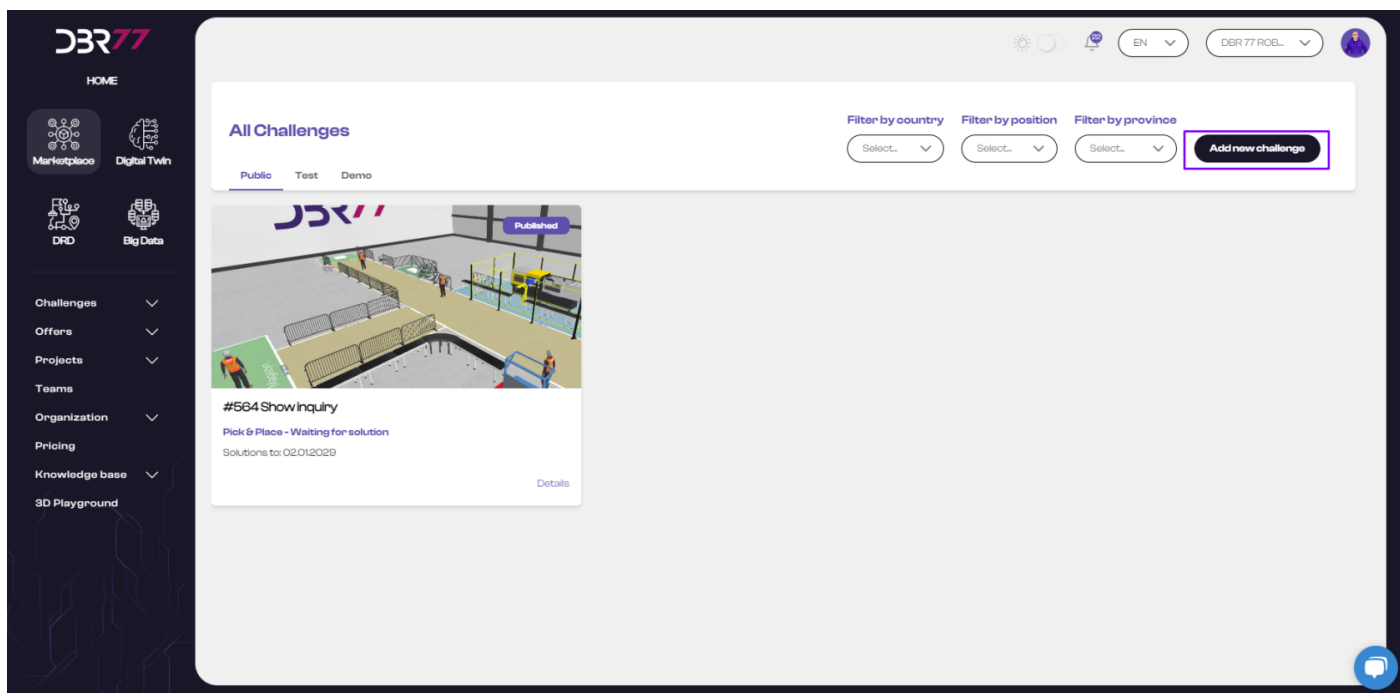 DBR77
HOME
Marketplace
Digital Twin
DRD
Big Data
Challenges
Offers
Projects
Teams
Organization
Pricing
Knowledge base
3D Playground
22
EN
DBR 77 ROB...
All Challenges
Filter by country
Filter by position
Filter by province
Select...
Select...
Select...
Add new challenge
Public
Test
Demo
DBR77
Published
Magazyn
#564 Show inquiry
Pick & Place - Waiting for solution
Solutions to: 02.01.2029
Details